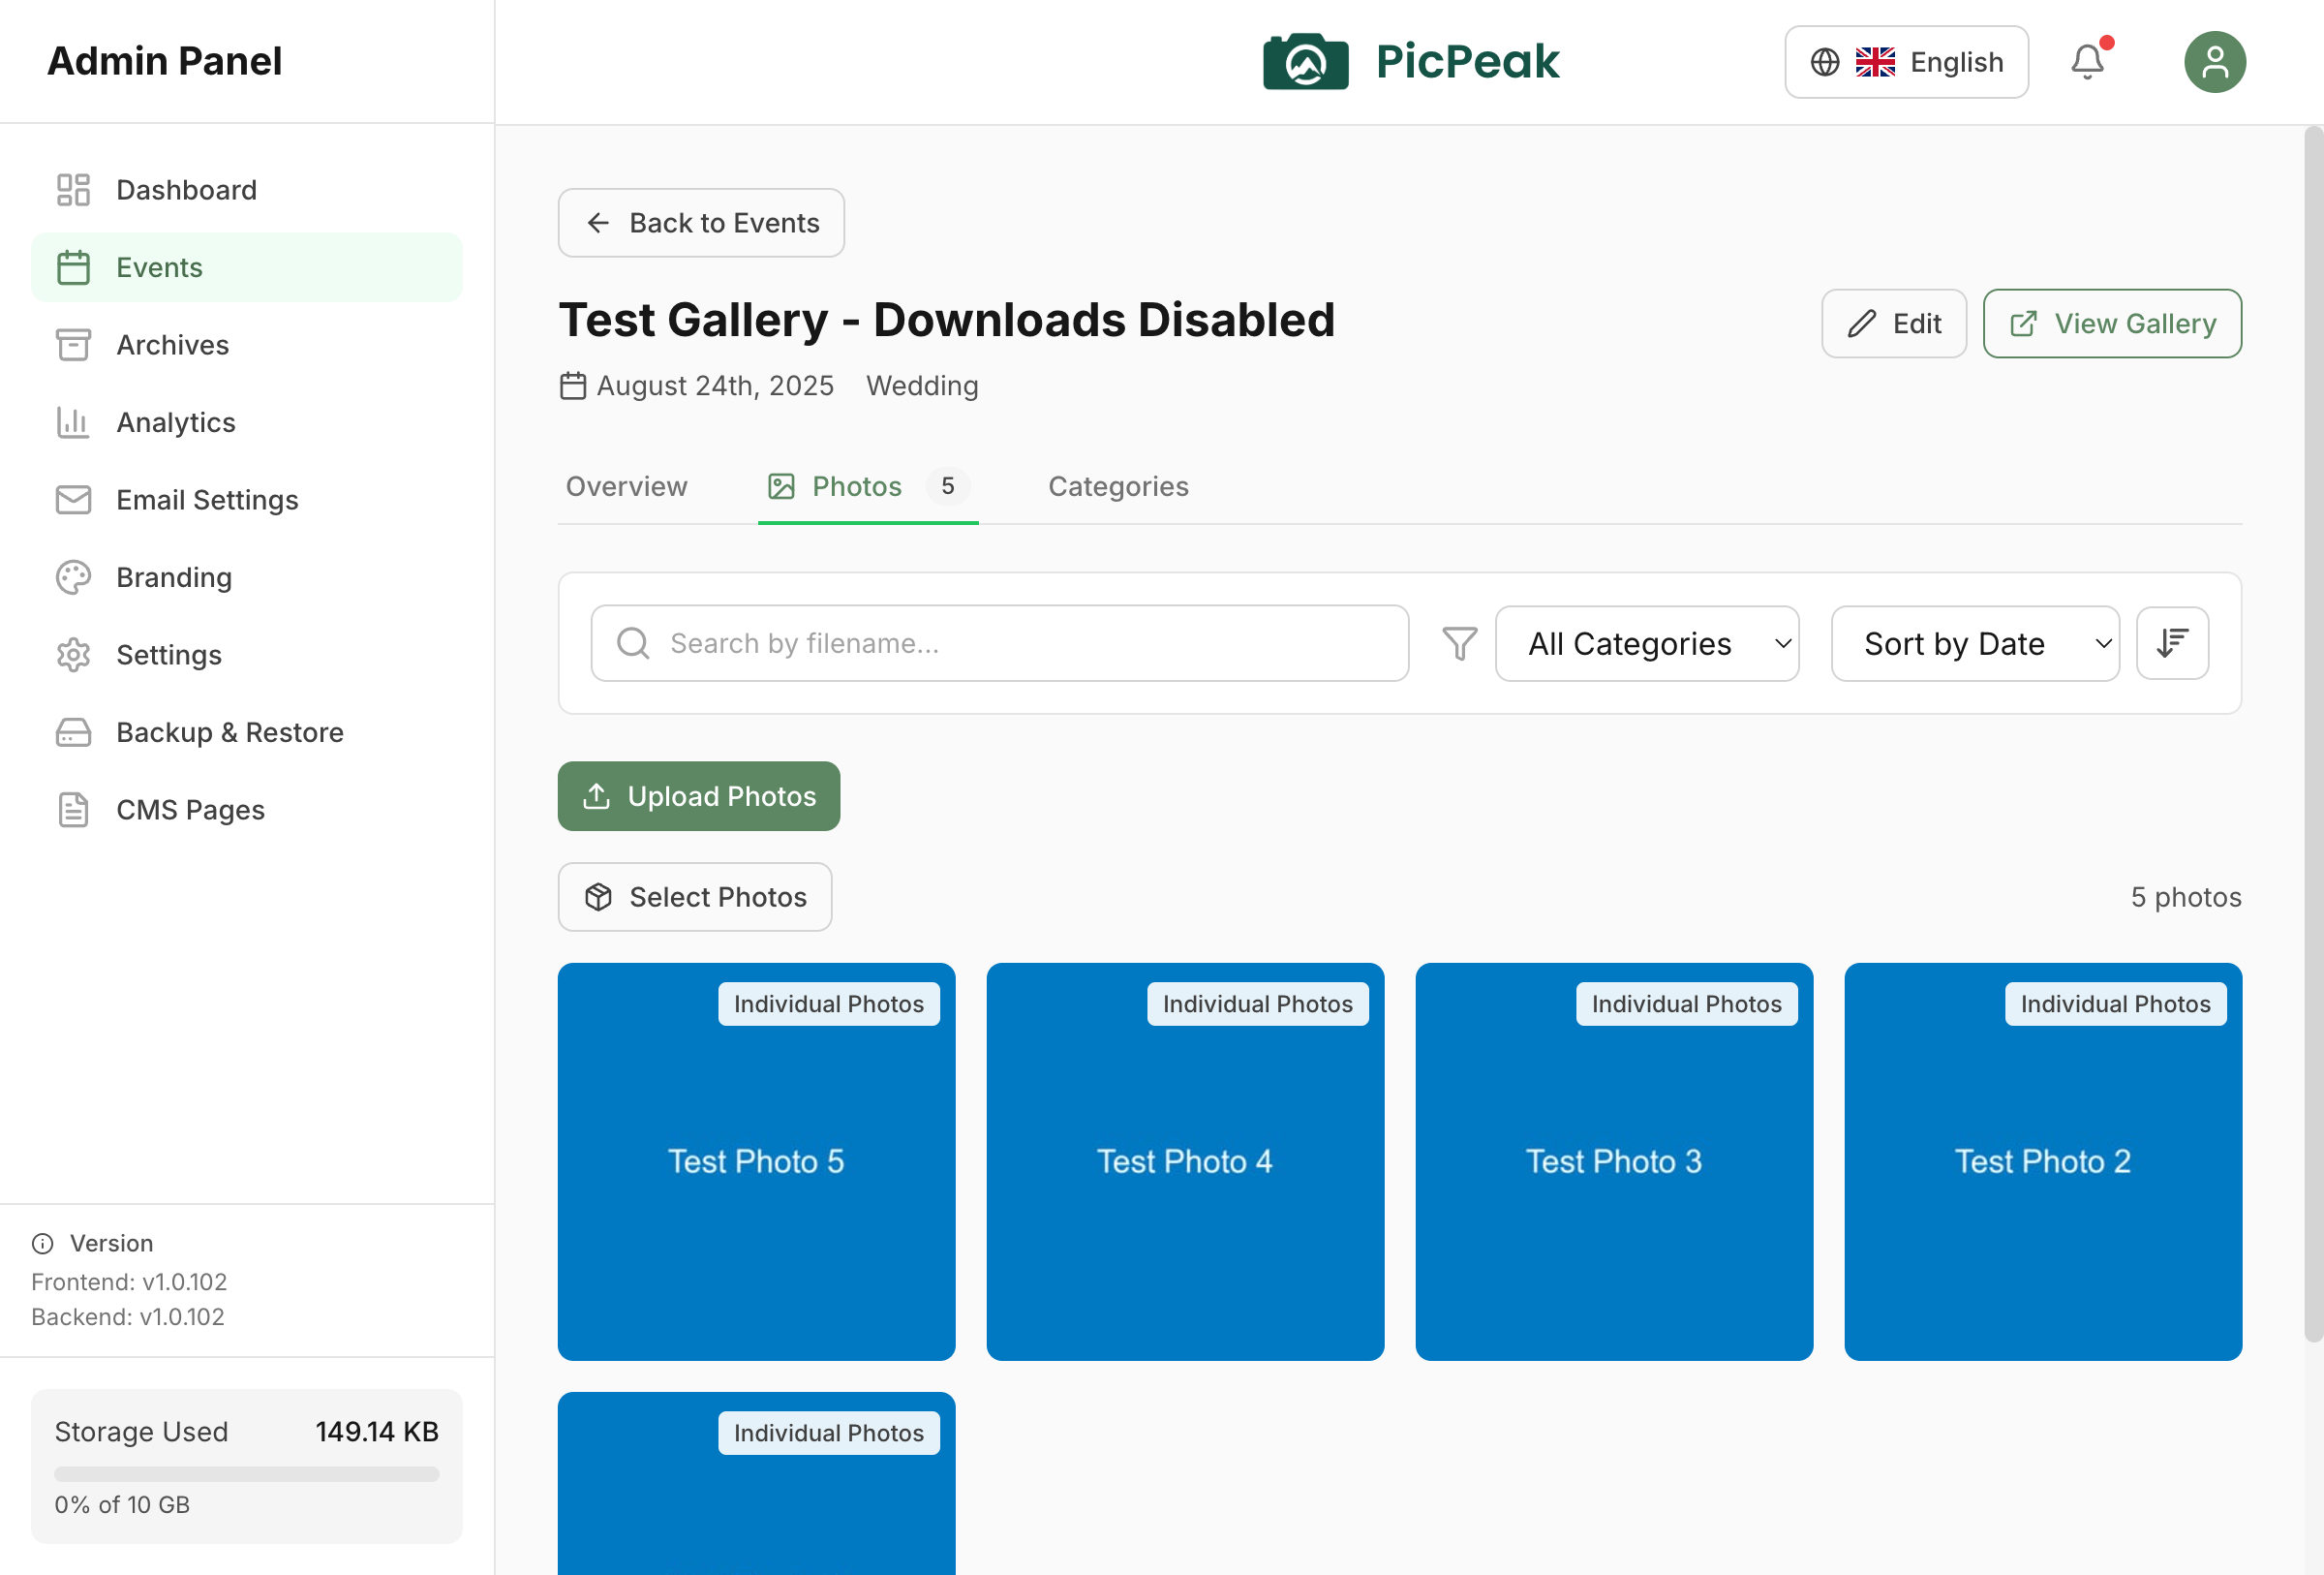 Admin Panel
PicPeak
English
Dashboard
Events
Archives
Analytics
Email Settings
Branding
Settings
Backup & Restore
CMS Pages
Version
Frontend: v1.0.102
Backend: v1.0.102
Storage Used 149.14 KB
0% of 10 GB
Back to Events
Test Gallery - Downloads Disabled
Edit
View Gallery
August 24th, 2025 Wedding
Overview Photos 5 Categories
Search by filename...
All Categories
Sort by Date
Upload Photos
Select Photos
5 photos
Individual Photos
Test Photo 5
Individual Photos
Test Photo 4
Individual Photos
Test Photo 3
Individual Photos
Test Photo 2
Individual Photos